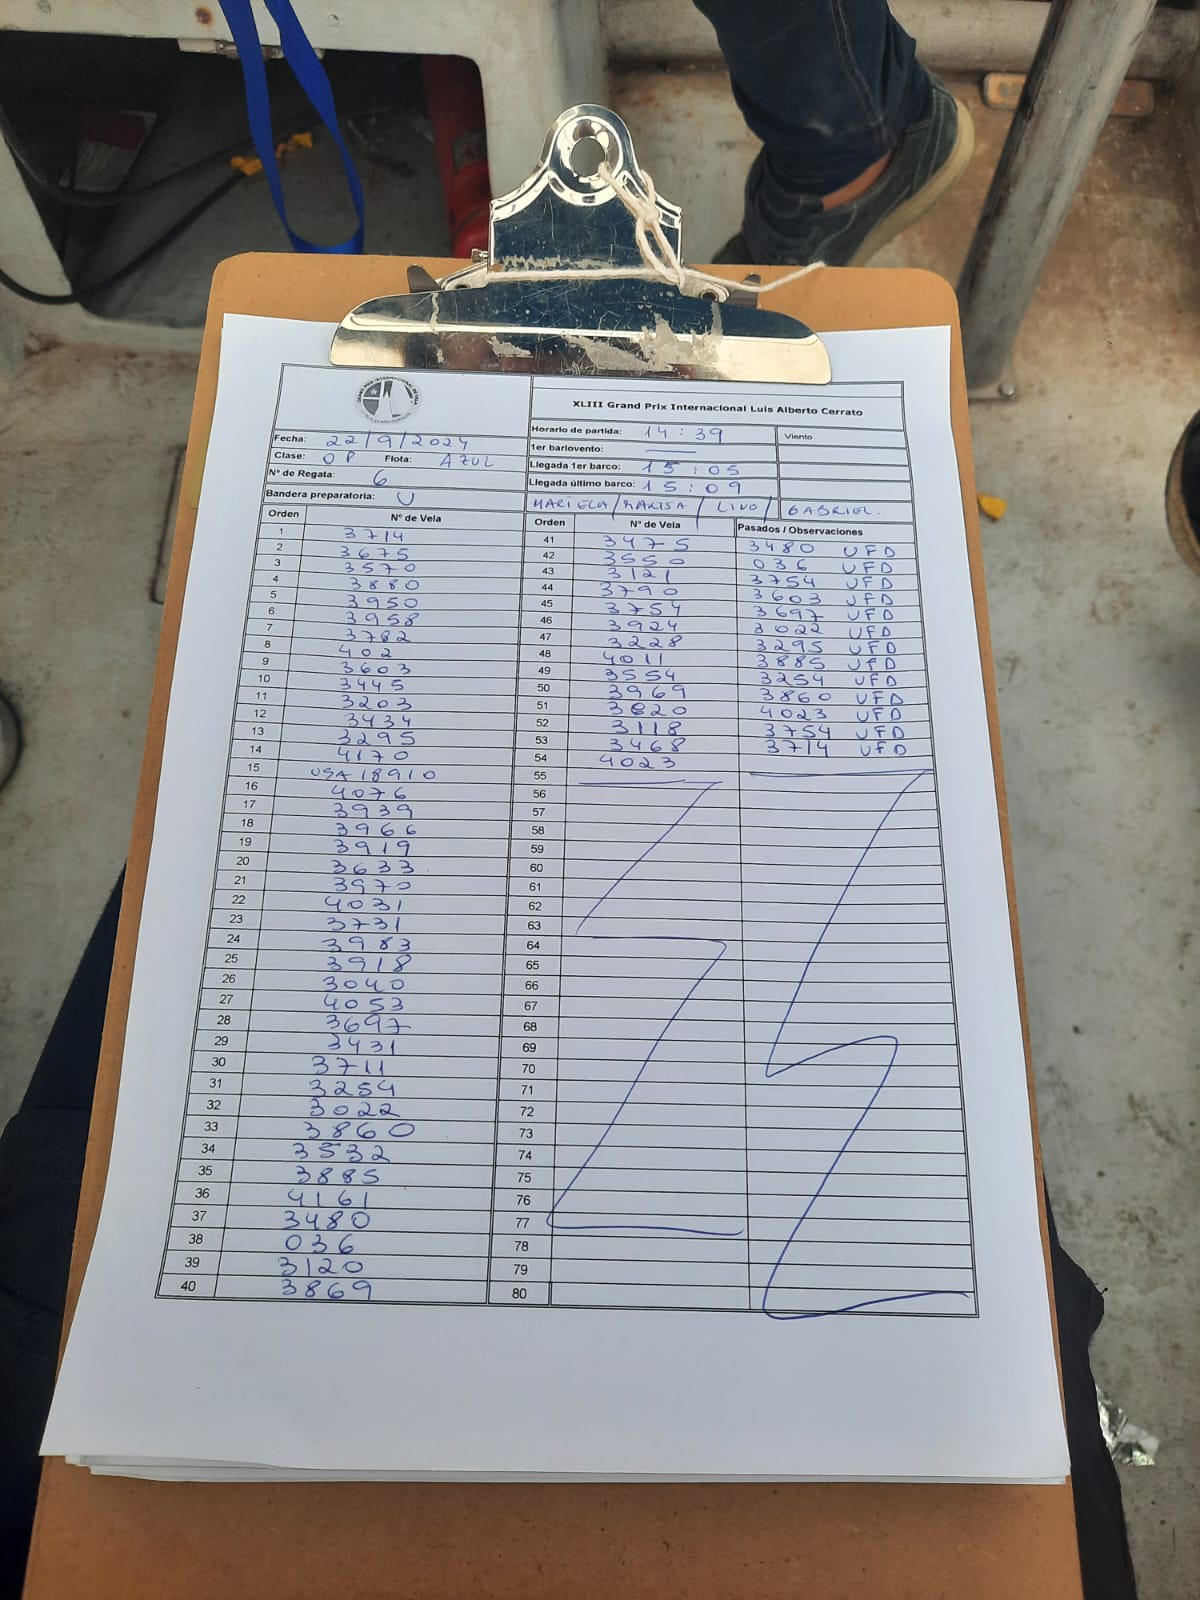 XLIII Grand Prix Internacional Luis Alberto Cerrato
Fecha: 22/9/2024
Clase: OP Flota: AZUL
N° de Regata: 6
Bandera preparatoria: U
Horario de partida: 14:39 Viento
1er barlovento: —
Llegada 1er barco: 15:05
Llegada último barco: 15:09
MARIELA/MARISA/LINO/GABRIEL.
Orden N° de Vela
1 3714
2 3675
3 3570
4 3880
5 3950
6 3958
7 3782
8 402
9 3603
10 3445
11 3203
12 3434
13 3295
14 4170
15 USA 18910
16 4076
17 3939
18 3966
19 3919
20 3633
21 3970
22 4031
23 3731
24 3983
25 3918
26 3040
27 4053
28 3697
29 3431
30 3711
31 3254
32 3022
33 3860
34 3532
35 3885
36 4161
37 3480
38 036
39 3120
40 3869
Orden N° de Vela Pasados / Observaciones
41 3475 3480 UFD
42 3550 036 UFD
43 3121 3754 UFD
44 3790 3603 UFD
45 3754 3697 UFD
46 3924 3022 UFD
47 3228 3295 UFD
48 4011 3885 UFD
49 3554 3254 UFD
50 3969 3860 UFD
51 3820 4023 UFD
52 3118 3754 UFD
53 3468 3714 UFD
54 4023
55
56
57
58
59
60
61
62
63
64
65
66
67
68
69
70
71
72
73
74
75
76
77
78
79
80